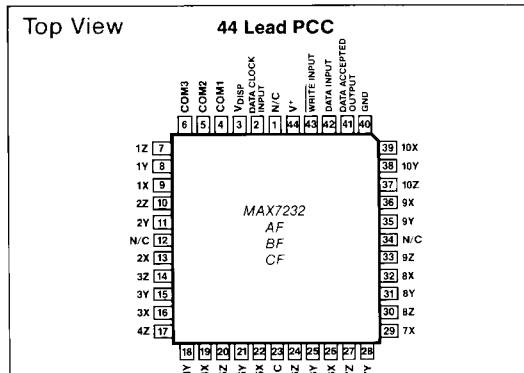 Top View
44 Lead PCC
COM3
COM2
COM1
VDISP
DATA CLOCK INPUT
N/C
V+
WRITE INPUT
DATA INPUT
DATA ACCEPTED OUTPUT
GND
6 5 4 3 2 1 44 43 42 41 40
1Z 7
1Y 8
1X 9
2Z 10
2Y 11
N/C 12
2X 13
3Z 14
3Y 15
3X 16
4Z 17
MAX7232
AF
BF
CF
39 10X
38 10Y
37 10Z
36 9X
35 9Y
34 N/C
33 9Z
32 8X
31 8Y
30 8Z
29 7X
18 19 20 21 22 23 24 25 26 27 28